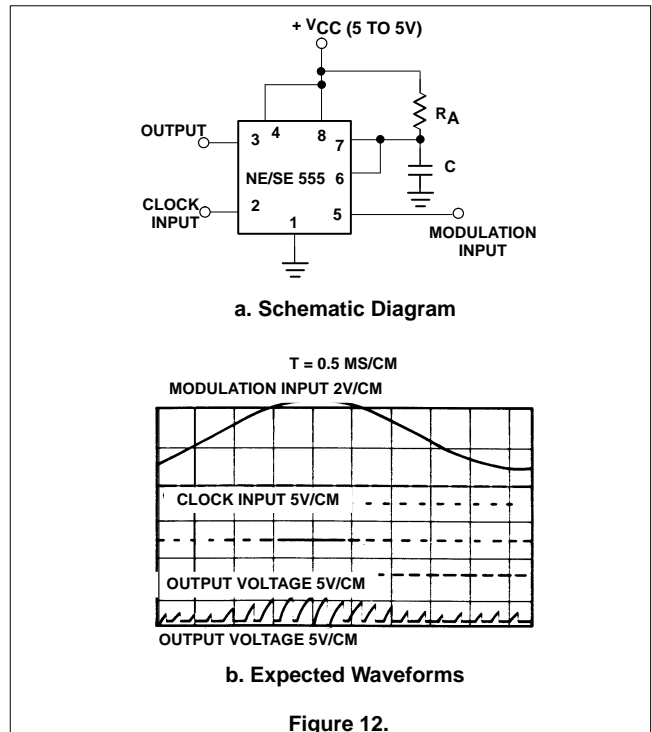 + VCC (5 TO 5V)
RA
OUTPUT
3 4 8 7
C
NE/SE 555
6
CLOCK
INPUT
2 1 5
MODULATION
INPUT
a. Schematic Diagram
T = 0.5 MS/CM
MODULATION INPUT 2V/CM
CLOCK INPUT 5V/CM
OUTPUT VOLTAGE 5V/CM
OUTPUT VOLTAGE 5V/CM
b. Expected Waveforms
Figure 12.